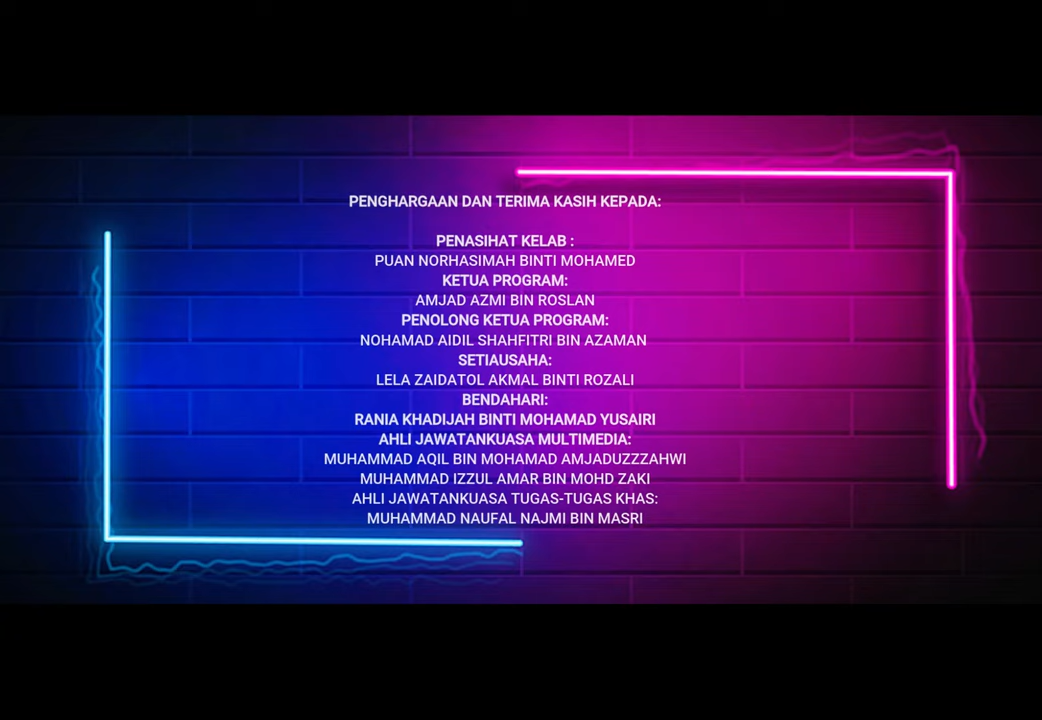 PENGHARGAAN DAN TERIMA KASIH KEPADA:
PENASIHAT KELAB :
PUAN NORHASIMAH BINTI MOHAMED
KETUA PROGRAM:
AMJAD AZMI BIN ROSLAN
PENOLONG KETUA PROGRAM:
NOHAMAD AIDIL SHAHFITRI BIN AZAMAN
SETIAUSAHA:
LELA ZAIDATOL AKMAL BINTI ROZALI
BENDAHARI:
RANIA KHADIJAH BINTI MOHAMAD YUSAIRI
AHLI JAWATANKUASA MULTIMEDIA:
MUHAMMAD AQIL BIN MOHAMAD AMJADUZZZAHWI
MUHAMMAD IZZUL AMAR BIN MOHD ZAKI
AHLI JAWATANKUASA TUGAS-TUGAS KHAS:
MUHAMMAD NAUFAL NAJMI BIN MASRI